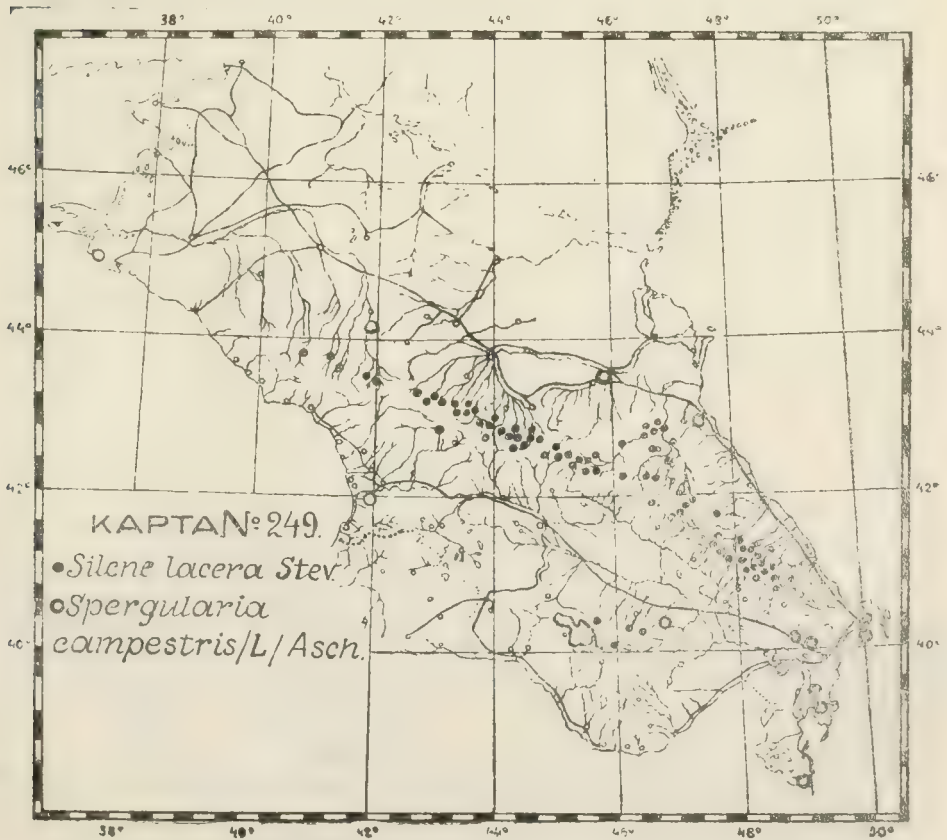 38° 40° 42° 44° 46° 48° 50°
46° 46°
44° 44°
42° 42°
КАРТА № 249.
Silene lacera Stev.
Spergularia
campestris/L/Asch.
40° 40°
38° 40° 42° 44° 46° 48° 50°